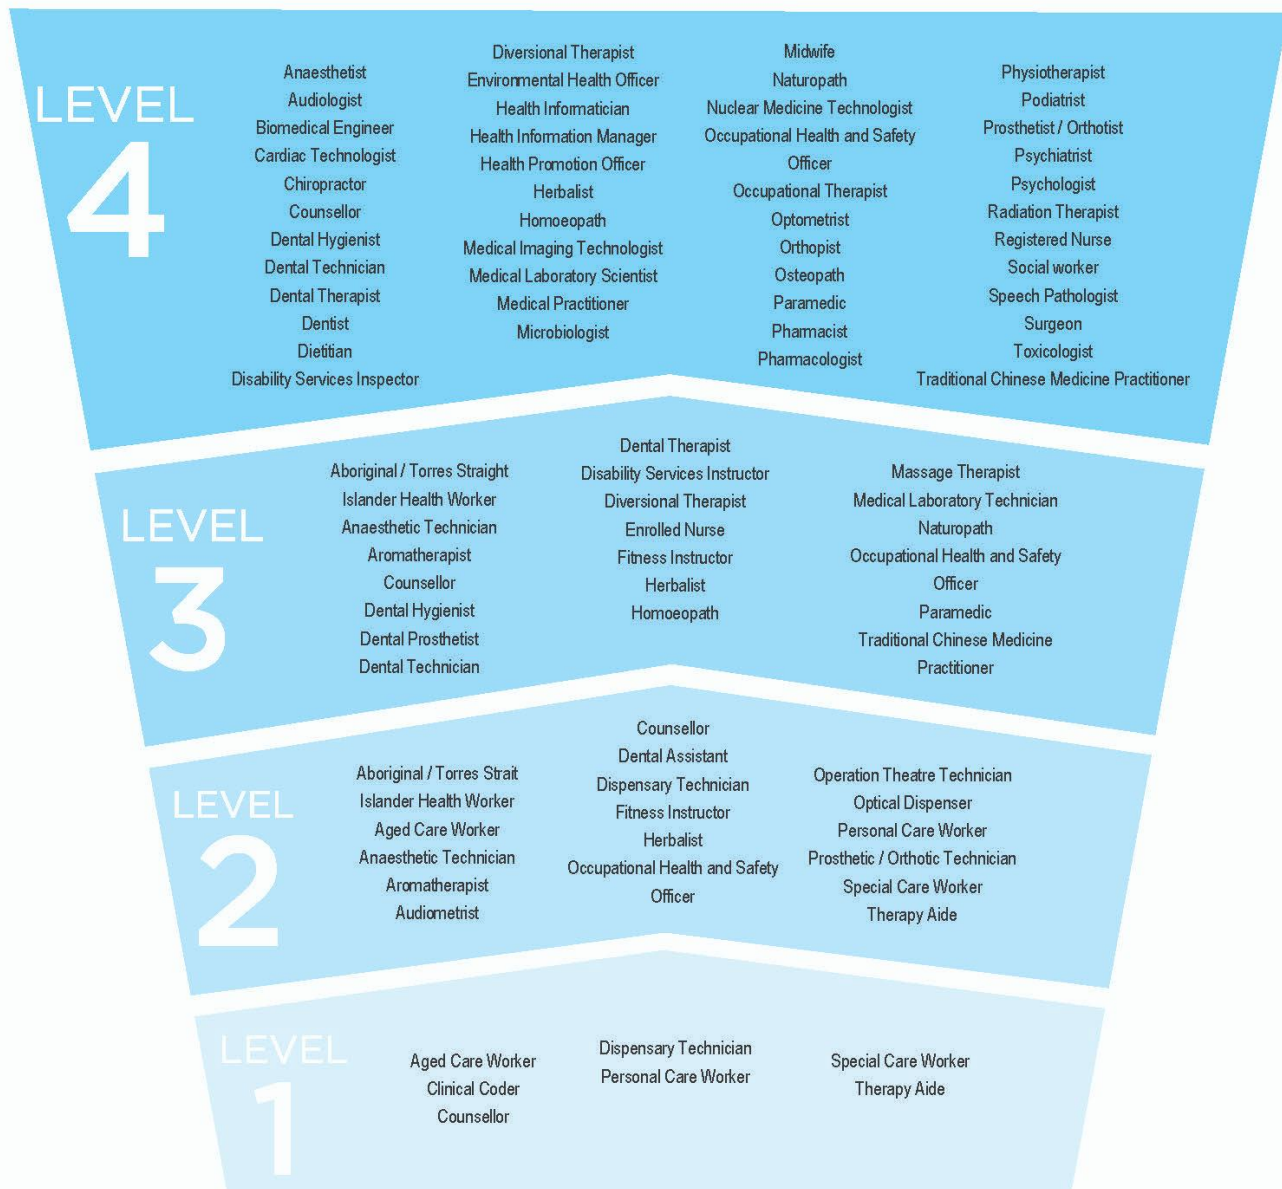 LEVEL
4
Anaesthetist
Audiologist
Biomedical Engineer
Cardiac Technologist
Chiropractor
Counsellor
Dental Hygienist
Dental Technician
Dental Therapist
Dentist
Dietitian
Disability Services Inspector
Diversional Therapist
Environmental Health Officer
Health Informatician
Health Information Manager
Health Promotion Officer
Herbalist
Homoeopath
Medical Imaging Technologist
Medical Laboratory Scientist
Medical Practitioner
Microbiologist
Midwife
Naturopath
Nuclear Medicine Technologist
Occupational Health and Safety
Officer
Occupational Therapist
Optometrist
Orthopist
Osteopath
Paramedic
Pharmacist
Pharmacologist
Physiotherapist
Podiatrist
Prosthetist / Orthotist
Psychiatrist
Psychologist
Radiation Therapist
Registered Nurse
Social worker
Speech Pathologist
Surgeon
Toxicologist
Traditional Chinese Medicine Practitioner
LEVEL
3
Aboriginal / Torres Straight
Islander Health Worker
Anaesthetic Technician
Aromatherapist
Counsellor
Dental Hygienist
Dental Prosthetist
Dental Technician
Dental Therapist
Disability Services Instructor
Diversional Therapist
Enrolled Nurse
Fitness Instructor
Herbalist
Homoeopath
Massage Therapist
Medical Laboratory Technician
Naturopath
Occupational Health and Safety
Officer
Paramedic
Traditional Chinese Medicine
Practitioner
LEVEL
2
Aboriginal / Torres Strait
Islander Health Worker
Aged Care Worker
Anaesthetic Technician
Aromatherapist
Audiometrist
Counsellor
Dental Assistant
Dispensary Technician
Fitness Instructor
Herbalist
Occupational Health and Safety
Officer
Operation Theatre Technician
Optical Dispenser
Personal Care Worker
Prosthetic / Orthotic Technician
Special Care Worker
Therapy Aide
LEVEL
1
Aged Care Worker
Clinical Coder
Counsellor
Dispensary Technician
Personal Care Worker
Special Care Worker
Therapy Aide